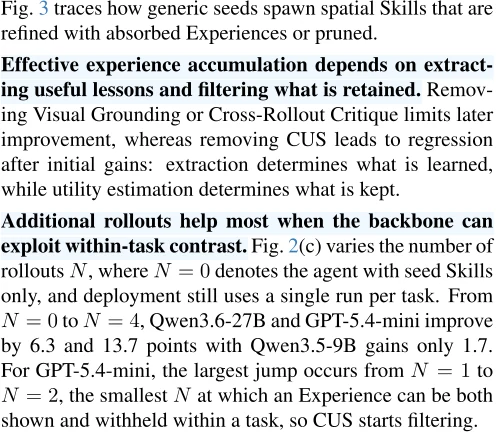 Fig. 3 traces how generic seeds spawn spatial Skills that are
refined with absorbed Experiences or pruned.
Effective experience accumulation depends on extract-
ing useful lessons and filtering what is retained. Remov-
ing Visual Grounding or Cross-Rollout Critique limits later
improvement, whereas removing CUS leads to regression
after initial gains: extraction determines what is learned,
while utility estimation determines what is kept.
Additional rollouts help most when the backbone can
exploit within-task contrast. Fig. 2(c) varies the number of
rollouts N, where N = 0 denotes the agent with seed Skills
only, and deployment still uses a single run per task. From
N = 0 to N = 4, Qwen3.6-27B and GPT-5.4-mini improve
by 6.3 and 13.7 points with Qwen3.5-9B gains only 1.7.
For GPT-5.4-mini, the largest jump occurs from N = 1 to
N = 2, the smallest N at which an Experience can be both
shown and withheld within a task, so CUS starts filtering.